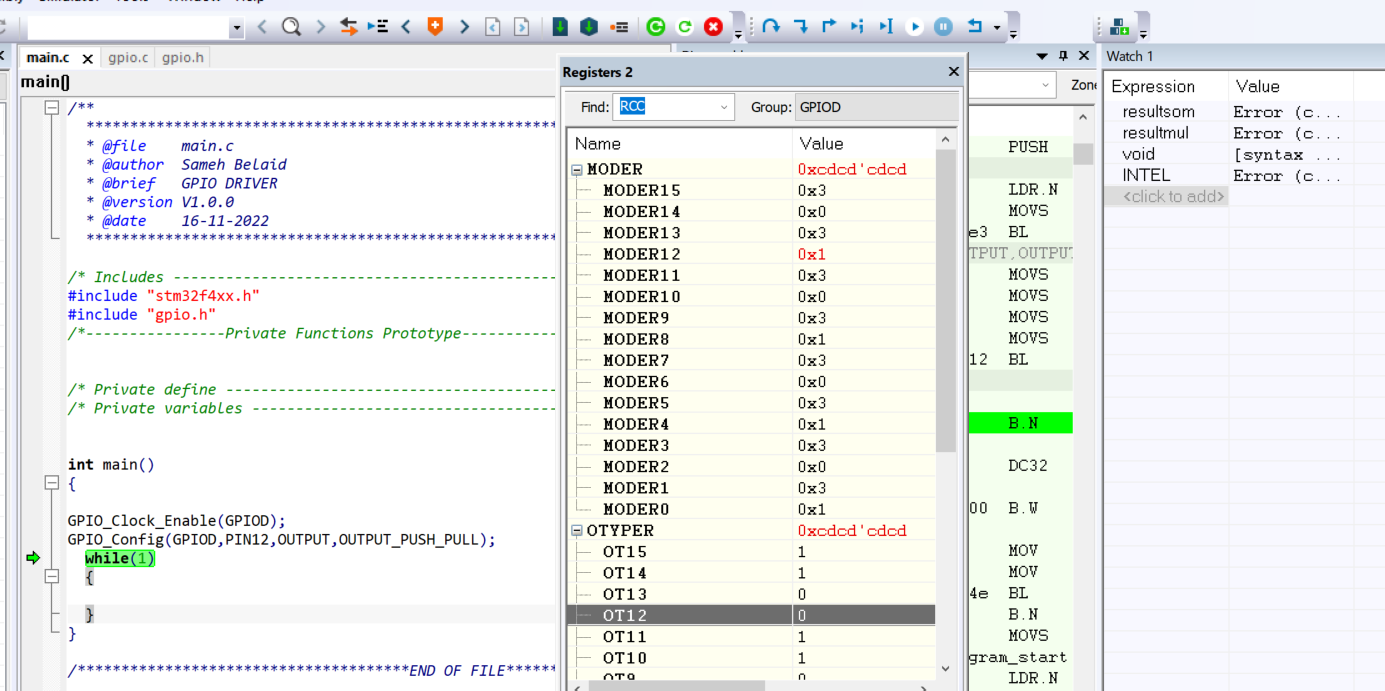 main.c
gpio.c
gpio.h
main()
/**
* @file main.c
* @author Sameh Belaid
* @brief GPIO DRIVER
* @version V1.0.0
* @date 16-11-2022
/* Includes
#include "stm32f4xx.h"
#include "gpio.h"
/*----------------Private Functions Prototype-----------
/* Private define
/* Private variables
int main()
{
GPIO_Clock_Enable(GPIOD);
GPIO_Config(GPIOD,PIN12,OUTPUT,OUTPUT_PUSH_PULL);
while(1)
{
}
}
END OF FILE
Registers 2
Find: RCC Group: GPIOD
Name Value
MODER 0xcdcd'cdcd
MODER15 0x3
MODER14 0x0
MODER13 0x3
MODER12 0x1
MODER11 0x3
MODER10 0x0
MODER9 0x3
MODER8 0x1
MODER7 0x3
MODER6 0x0
MODER5 0x3
MODER4 0x1
MODER3 0x3
MODER2 0x0
MODER1 0x3
MODER0 0x1
OTYPER 0xcdcd'cdcd
OT15 1
OT14 1
OT13 0
OT12 0
OT11 1
OT10 1
OT9 0
Zone
PUSH
LDR.N
MOVS
e3 BL
TPUT,OUTPUT
MOVS
MOVS
MOVS
MOVS
12 BL
B.N
DC32
00 B.W
MOV
MOV
4e BL
B.N
MOVS
gram_start
LDR.N
Watch 1
Expression Value
resultsom Error (c...
resultmul Error (c...
void [syntax ...
INTEL Error (c...
<click to add>